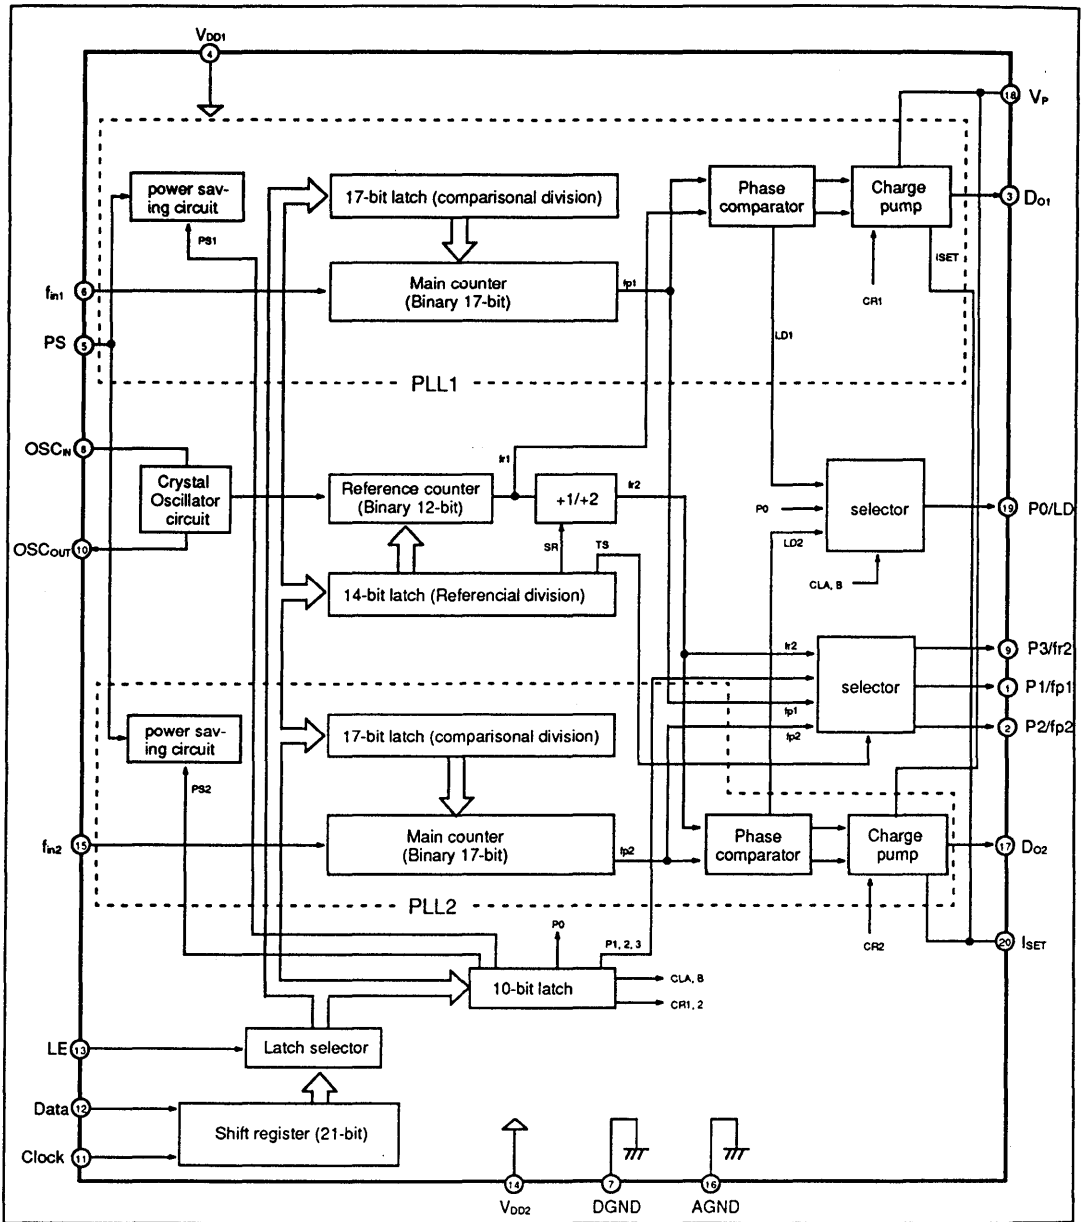 VDD1
4
18
VP
power sav-
ing circuit
17-bit latch (comparisonal division)
Phase
comparator
Charge
pump
3
DO1
PS1
ISET
Main counter
(Binary 17-bit)
fp1
fin1
6
CR1
PS
5
LD1
PLL1
OSCIN
8
fr1
Crystal
Oscillator
circuit
Reference counter
(Binary 12-bit)
+1/+2
fr2
selector
P0
19
P0/LD
OSCOUT
10
SR
TS
LD2
14-bit latch (Referencial division)
CLA, B
fr2
9
P3/fr2
selector
1
P1/fp1
fp1
power sav-
ing circuit
17-bit latch (comparisonal division)
fp2
2
P2/fp2
PS2
Main counter
(Binary 17-bit)
fp2
Phase
comparator
Charge
pump
fin2
15
17
DO2
PLL2
P0
P1, 2, 3
CR2
20
ISET
10-bit latch
CLA, B
CR1, 2
LE
13
Latch selector
Data
12
Shift register (21-bit)
Clock
11
14
VDD2
7
DGND
16
AGND